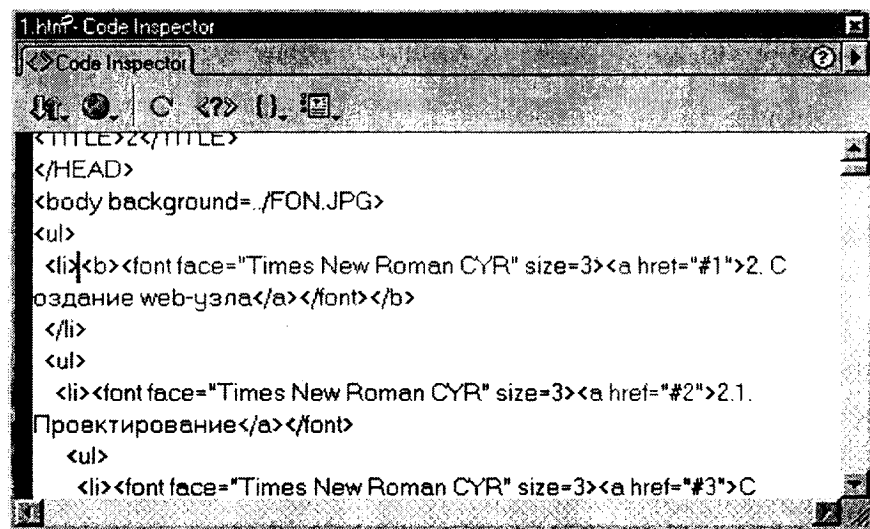 1.htm - Code Inspector
<>Code Inspector
<TITLE>2</TITLE>
</HEAD>
<body background=../FON.JPG>
<ul>
<li><b><font face="Times New Roman CYR" size=3><a href="#1">2. С
оздание web-узла</a></font></b>
</li>
<ul>
<li><font face="Times New Roman CYR" size=3><a href="#2">2.1.
Проектирование</a></font>
<ul>
<li><font face="Times New Roman CYR" size=3><a href="#3">С